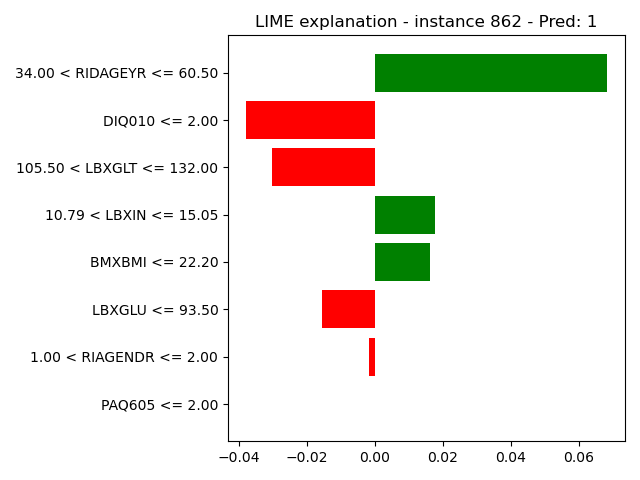 LIME explanation - instance 862 - Pred: 1
34.00 < RIDAGEYR <= 60.50
DIQ010 <= 2.00
105.50 < LBXGLT <= 132.00
10.79 < LBXIN <= 15.05
BMXBMI <= 22.20
LBXGLU <= 93.50
1.00 < RIAGENDR <= 2.00
PAQ605 <= 2.00
−0.04 −0.02 0.00 0.02 0.04 0.06